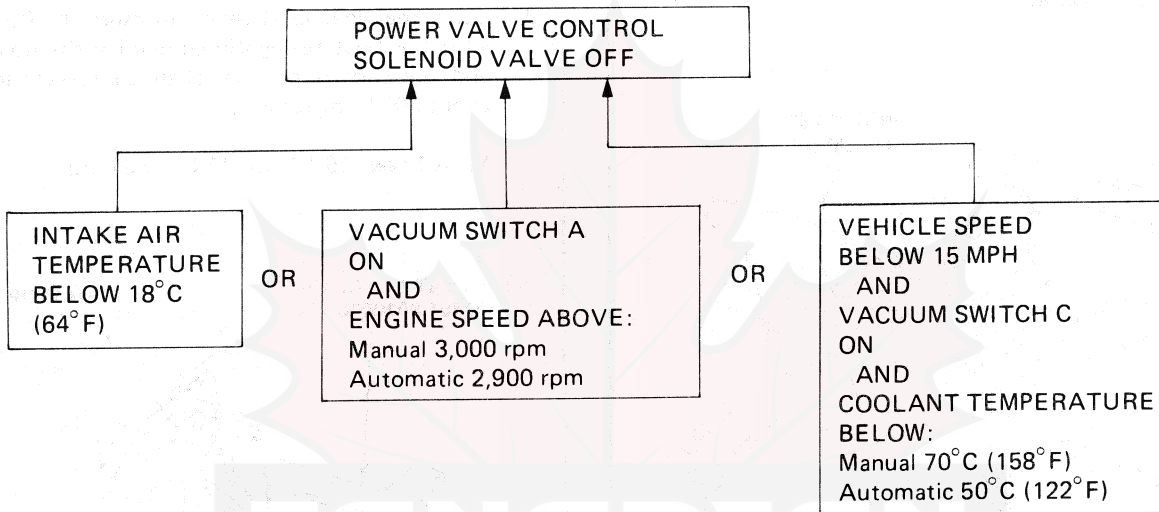 POWER VALVE CONTROL
SOLENOID VALVE OFF
INTAKE AIR
TEMPERATURE
BELOW 18°C
(64°F)
OR
VACUUM SWITCH A
ON
AND
ENGINE SPEED ABOVE:
Manual 3,000 rpm
Automatic 2,900 rpm
OR
VEHICLE SPEED
BELOW 15 MPH
AND
VACUUM SWITCH C
ON
AND
COOLANT TEMPERATURE
BELOW:
Manual 70°C (158°F)
Automatic 50°C (122°F)